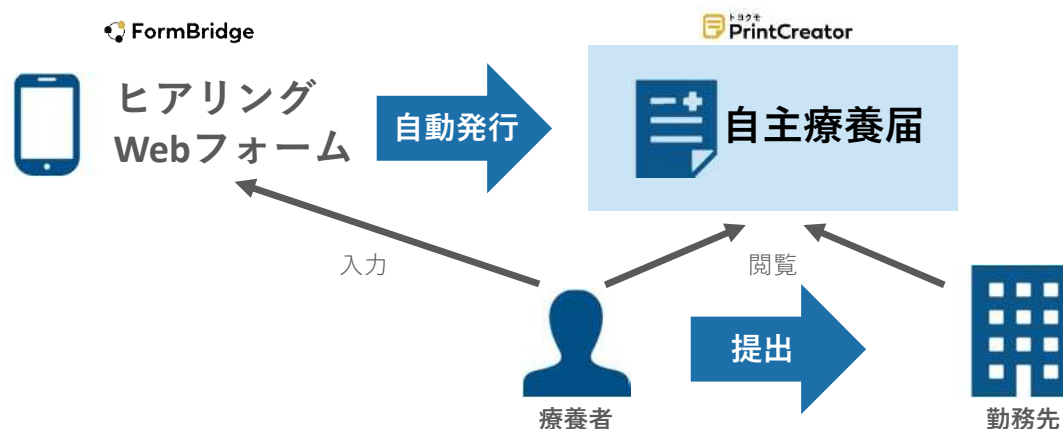 FormBridge
トヨクモ
PrintCreator
ヒアリング
Webフォーム
自動発行
自主療養届
入力
閲覧
提出
療養者
勤務先